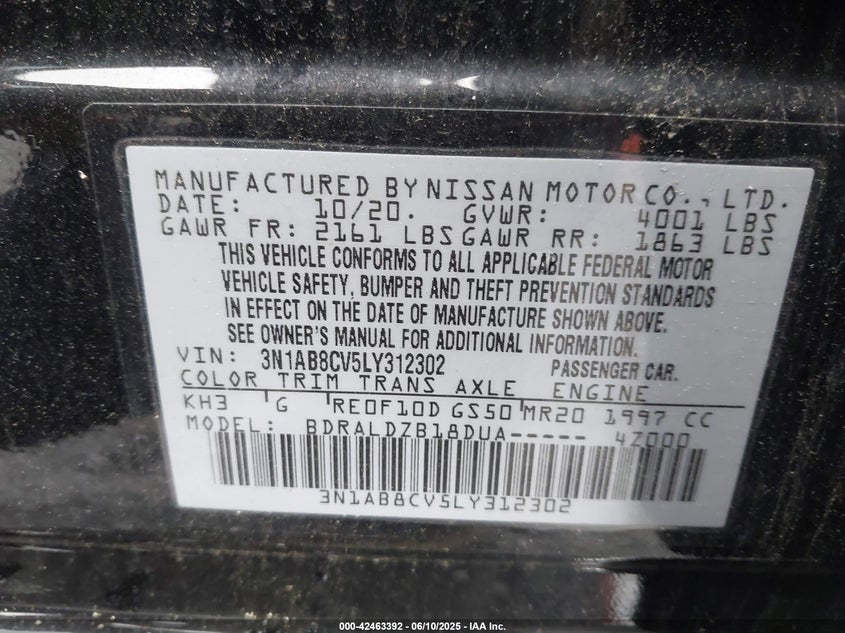 MANUFACTURED BY NISSAN MOTOR CO., LTD.
DATE: 10/20. GVWR: 4001 LBS
GAWR FR: 2161 LBS GAWR RR: 1863 LBS
THIS VEHICLE CONFORMS TO ALL APPLICABLE FEDERAL MOTOR
VEHICLE SAFETY, BUMPER AND THEFT PREVENTION STANDARDS
IN EFFECT ON THE DATE OF MANUFACTURE SHOWN ABOVE.
SEE OWNER'S MANUAL FOR ADDITIONAL INFORMATION.
VIN: 3N1AB8CV5LY312302 PASSENGER CAR.
COLOR TRIM TRANS AXLE ENGINE
KH3 G RE0F10D GS50 MR20 1997 CC
MODEL: BDRALDZB18DUA----- 4Z000
3N1AB8CV5LY312302
000-42463392 - 06/10/2025 - IAA Inc.